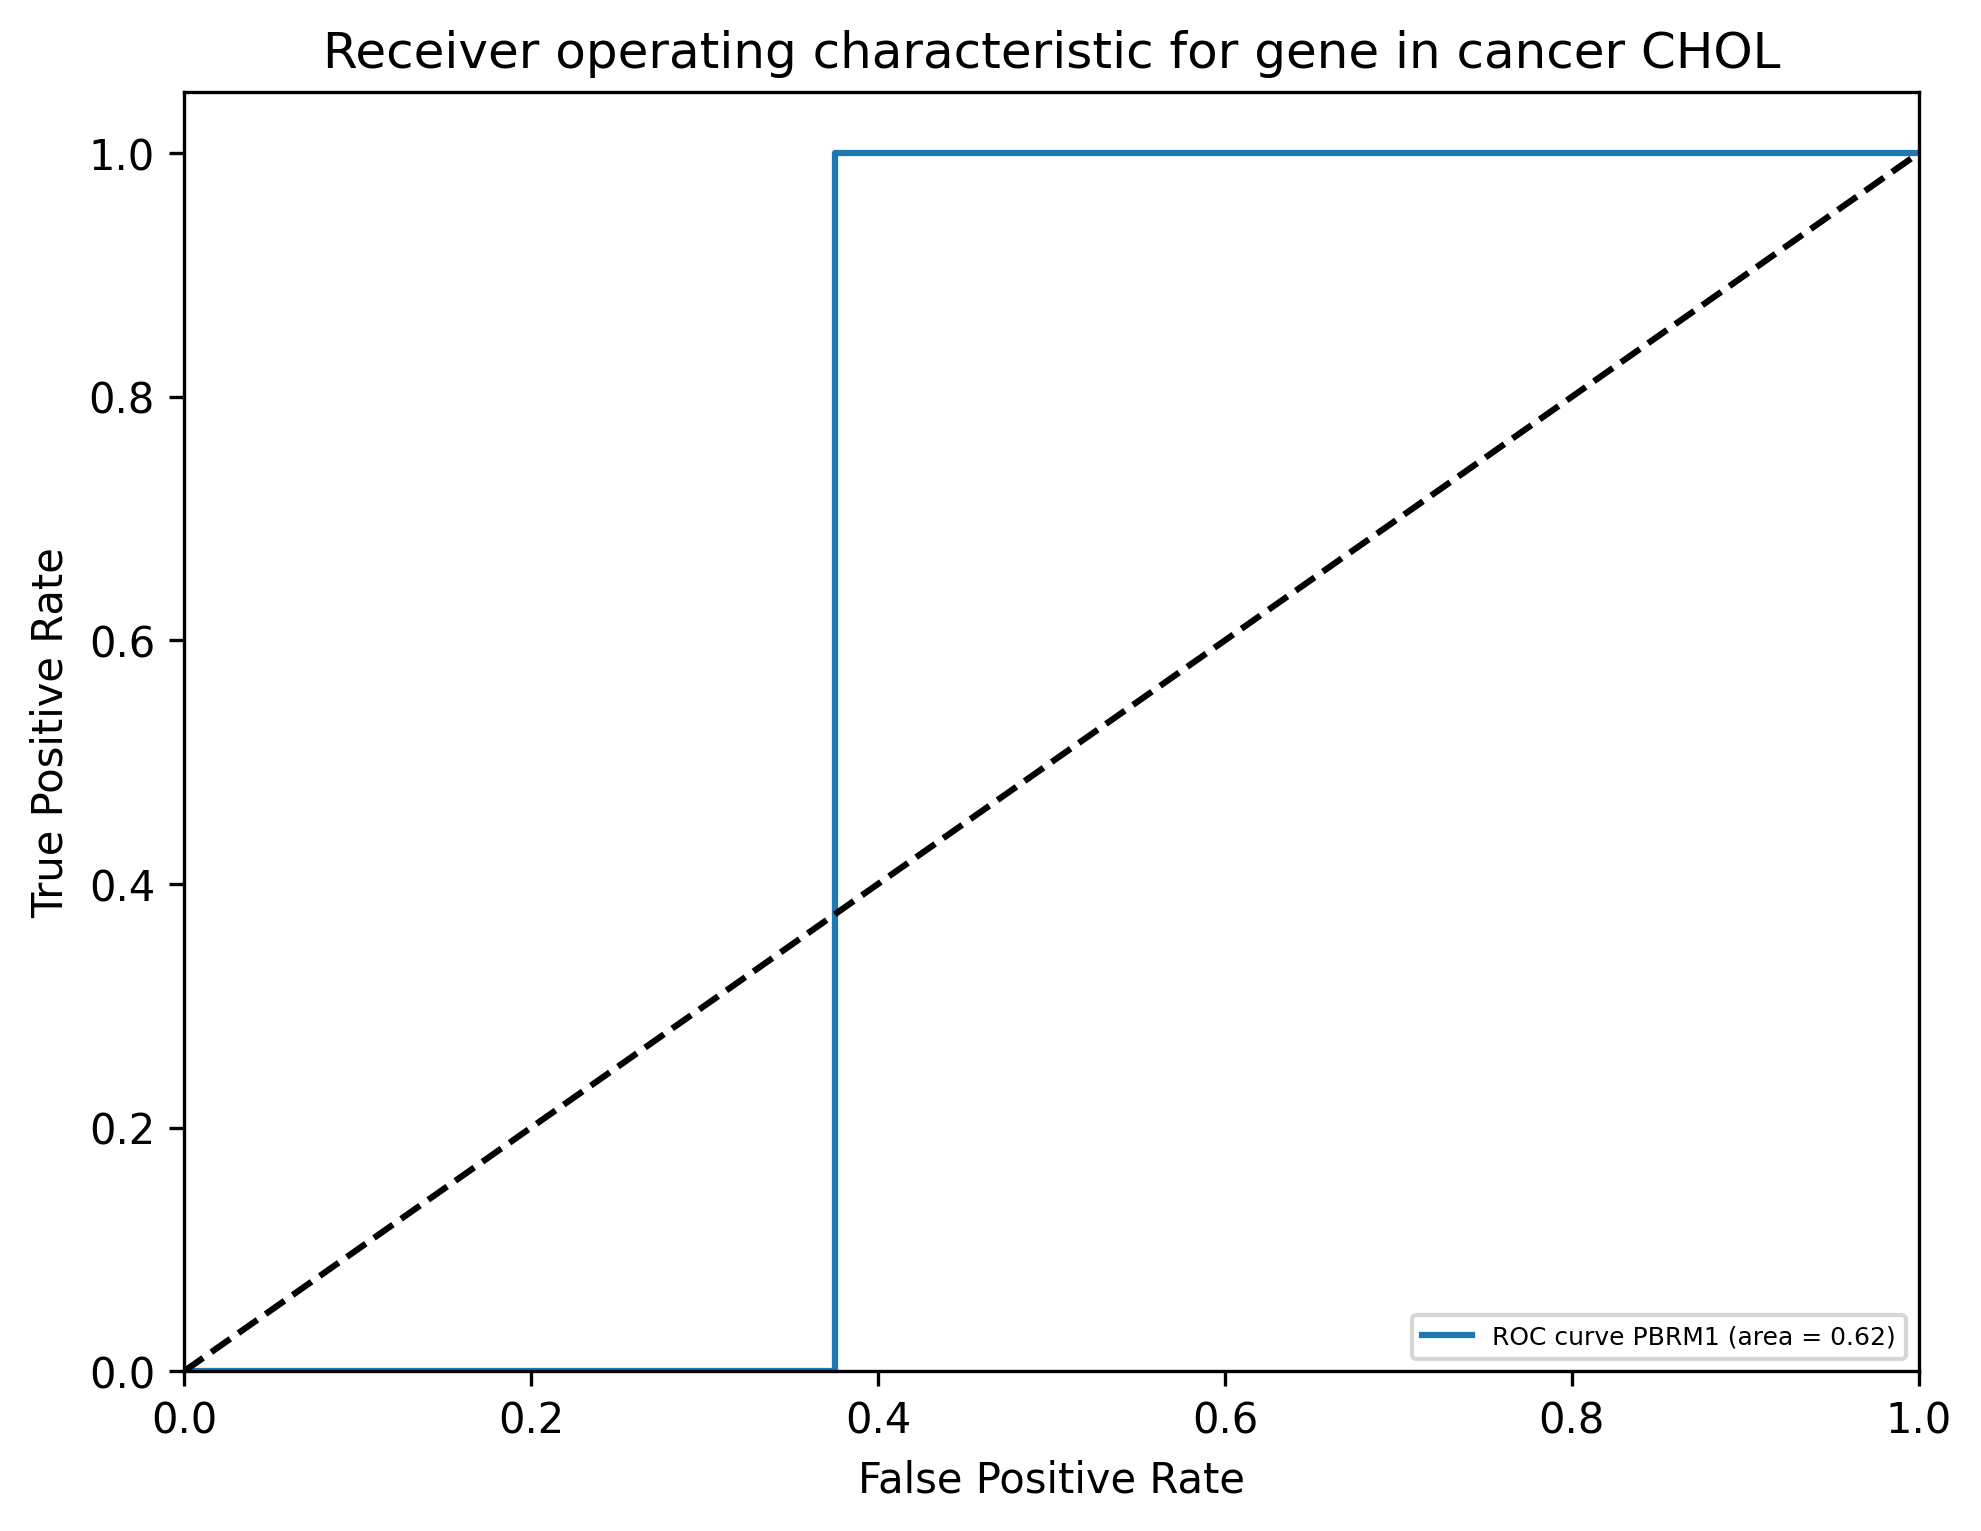 Receiver operating characteristic for gene in cancer CHOL
True Positive Rate
1.0
0.8
0.6
0.4
0.2
0.0
ROC curve PBRM1 (area = 0.62)
0.0 0.2 0.4 0.6 0.8 1.0
False Positive Rate